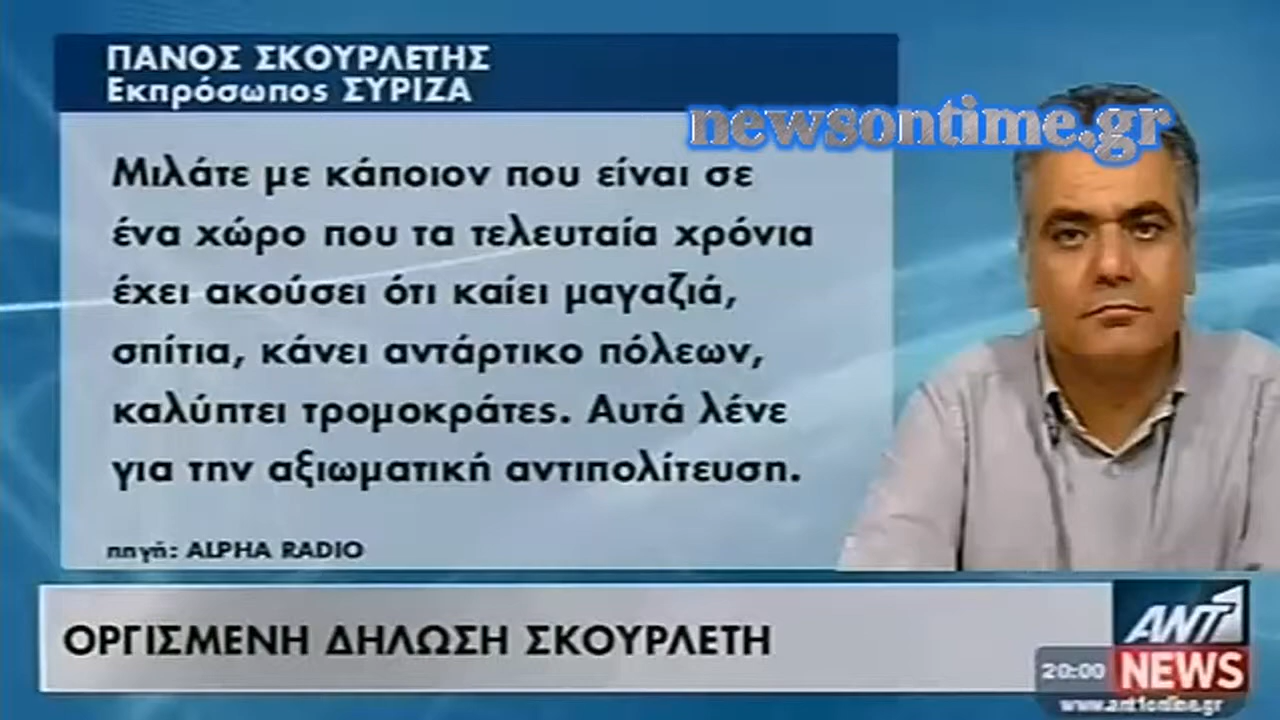 ΠΑΝΟΣ ΣΚΟΥΡΛΕΤΗΣ
Εκπρόσωπος ΣΥΡΙΖΑ
newsontime.gr
Μιλάτε με κάποιον που είναι σε
ένα χώρο που τα τελευταία χρόνια
έχει ακούσει ότι καίει μαγαζιά,
σπίτια, κάνει αντάρτικο πόλεων,
καλύπτει τρομοκράτες. Αυτά λένε
για την αξιωματική αντιπολίτευση.
πηγή: ALPHA RADIO
ΟΡΓΙΣΜΕΝΗ ΔΗΛΩΣΗ ΣΚΟΥΡΛΕΤΗ
ANT1
20:00 NEWS
www.ant1online.gr